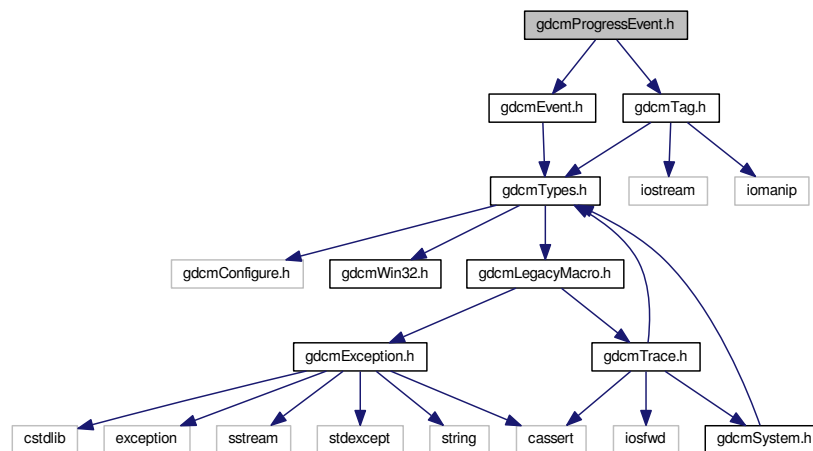 gdcmProgressEvent.h
gdcmEvent.h
gdcmTag.h
gdcmTypes.h
iostream
iomanip
gdcmConfigure.h
gdcmWin32.h
gdcmLegacyMacro.h
gdcmException.h
gdcmTrace.h
cstdlib
exception
sstream
stdexcept
string
cassert
iosfwd
gdcmSystem.h